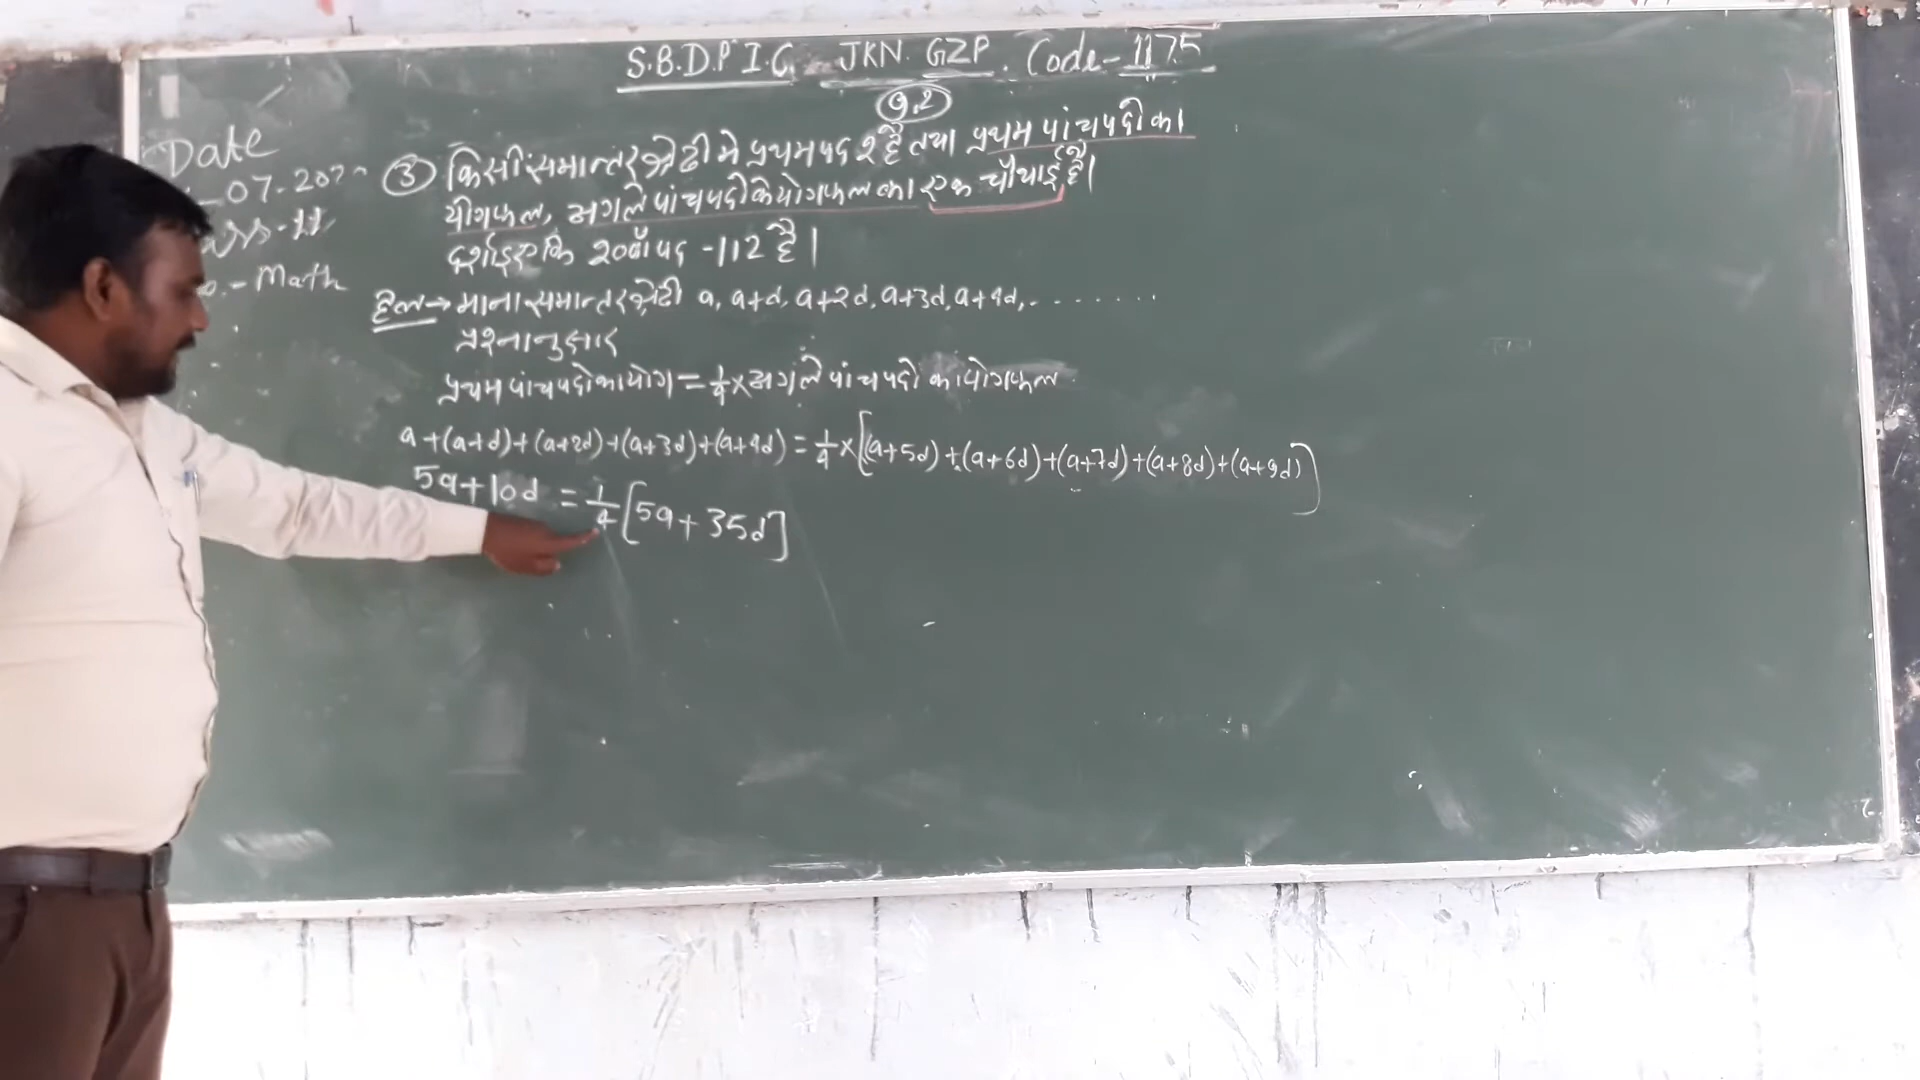 S.B.D.P I.C. JKN. GZP. Code-1175
9.2
Date
07-20
-11
- Math
③ किसी समान्तर श्रेढी मे प्रथम पद 2 है तथा प्रथम पांच पदो का
योगफल, अगले पांच पदो के योगफल का एक चौथाई है।
दर्शाइए कि 20वाँ पद -112 है।
हल→ माना समान्तर श्रेढी a, a+d, a+2d, a+3d, a+4d, ........
प्रश्नानुसार
प्रथम पांच पदो का योग = 1/4 × अगले पांच पदो का योगफल
a+(a+d)+(a+2d)+(a+3d)+(a+4d) = 1/4 × [(a+5d)+(a+6d)+(a+7d)+(a+8d)+(a+9d)]
5a+10d = 1/4 [5a+35d]